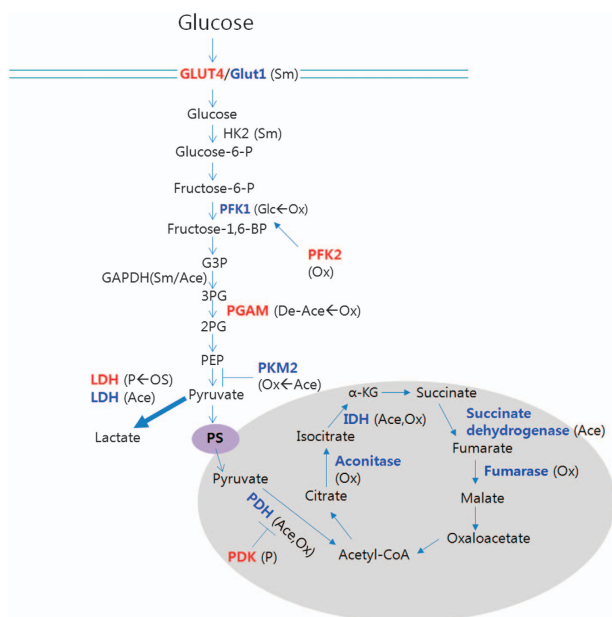 Glucose
GLUT4/Glut1 (Sm)
Glucose
HK2 (Sm)
Glucose-6-P
Fructose-6-P
PFK1 (Glc←Ox)
Fructose-1,6-BP
PFK2
(Ox)
G3P
GAPDH(Sm/Ace)
3PG
PGAM (De-Ace←Ox)
2PG
PEP
PKM2
(Ox←Ace)
LDH (P←OS)
LDH (Ace)
Pyruvate
Lactate
PS
Pyruvate
PDH (Ace,Ox)
PDK (P)
Acetyl-CoA
Citrate
Aconitase
(Ox)
Isocitrate
IDH (Ace,Ox)
α-KG
Succinate
Succinate
dehydrogenase (Ace)
Fumarate
Fumarase (Ox)
Malate
Oxaloacetate